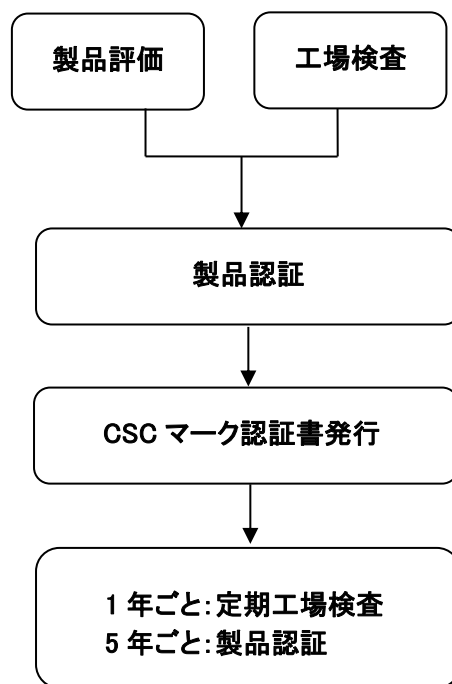 製品評価
工場検査
製品認証
CSC マーク認証書発行
1 年ごと：定期工場検査
5 年ごと：製品認証